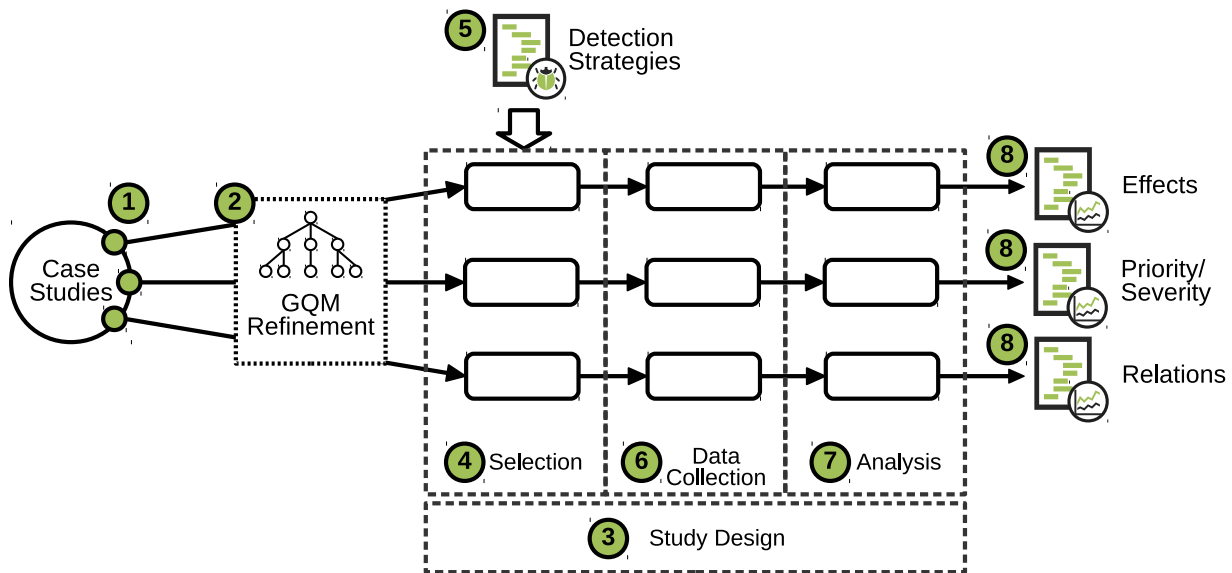 5
Detection
Strategies
8
Effects
1
2
Case
Studies
GQM
Refinement
8
Priority/
Severity
8
Relations
4
Selection
6
Data
Collection
7
Analysis
3
Study Design